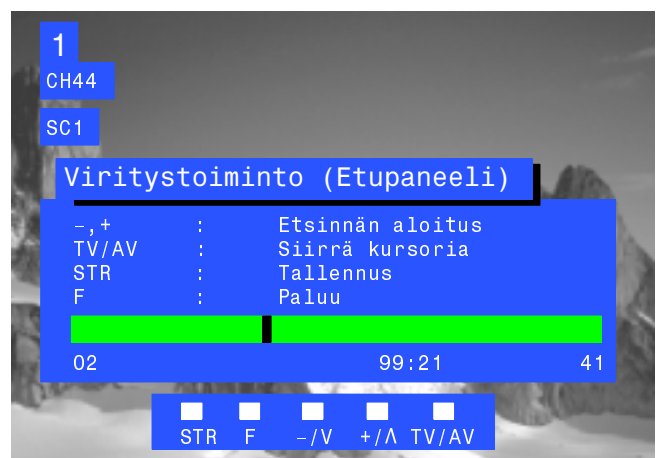 1
CH44
SC1
Viritystoiminto (Etupaneeli)
–,+ : Etsinnän aloitus
TV/AV : Siirrä kursoria
STR : Tallennus
F : Paluu
02 99:21 41
STR F –/V +/Λ TV/AV